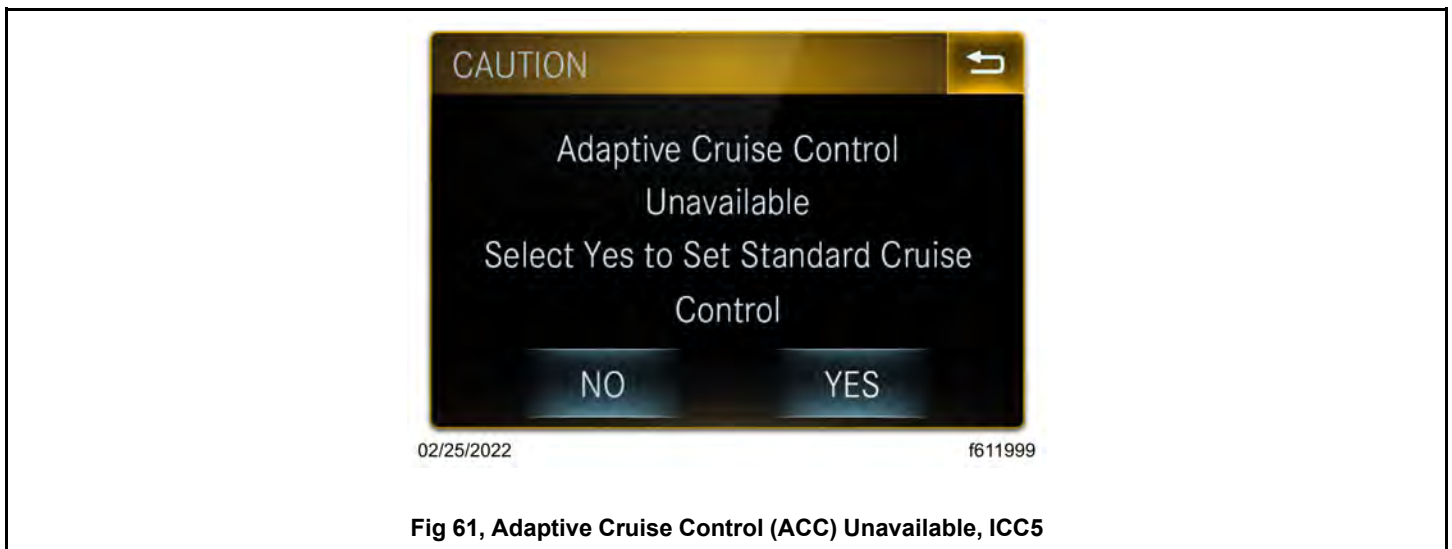 CAUTION
Adaptive Cruise Control
Unavailable
Select Yes to Set Standard Cruise
Control
NO YES
02/25/2022 f611999
Fig 61, Adaptive Cruise Control (ACC) Unavailable, ICC5